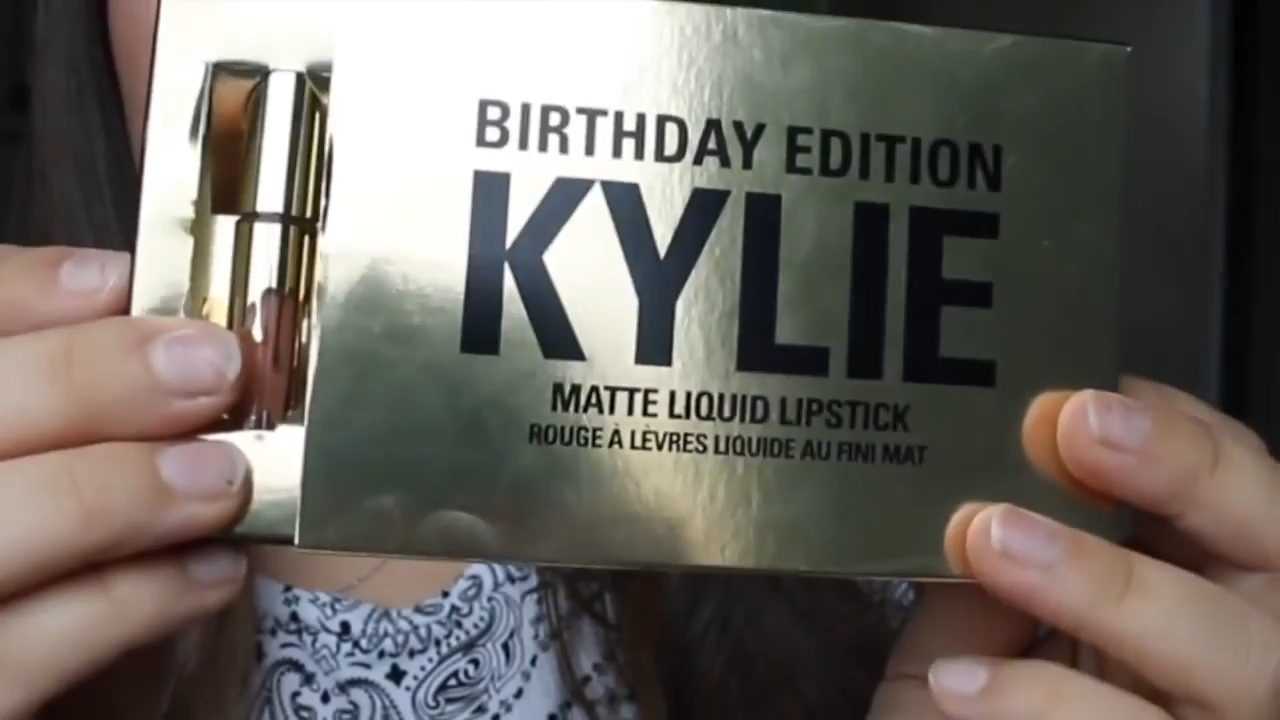 BIRTHDAY EDITION
KYLIE
MATTE LIQUID LIPSTICK
ROUGE À LÈVRES LIQUIDE AU FINI MAT